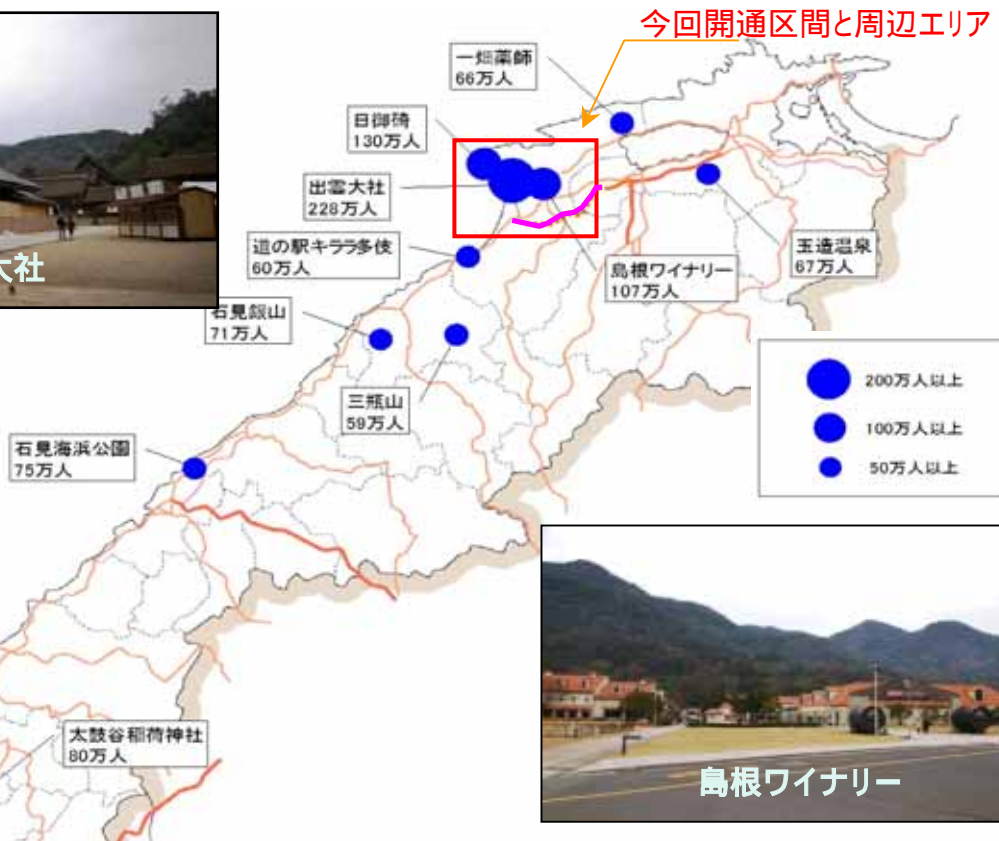 今回開通区間と周辺エリア
一畑薬師
66万人
日御碕
130万人
出雲大社
228万人
道の駅キララ多伎
60万人
島根ワイナリー
107万人
玉造温泉
67万人
石見銀山
71万人
三瓶山
59万人
石見海浜公園
75万人
太鼓谷稲荷神社
80万人
200万人以上
100万人以上
50万人以上
大社
島根ワイナリー